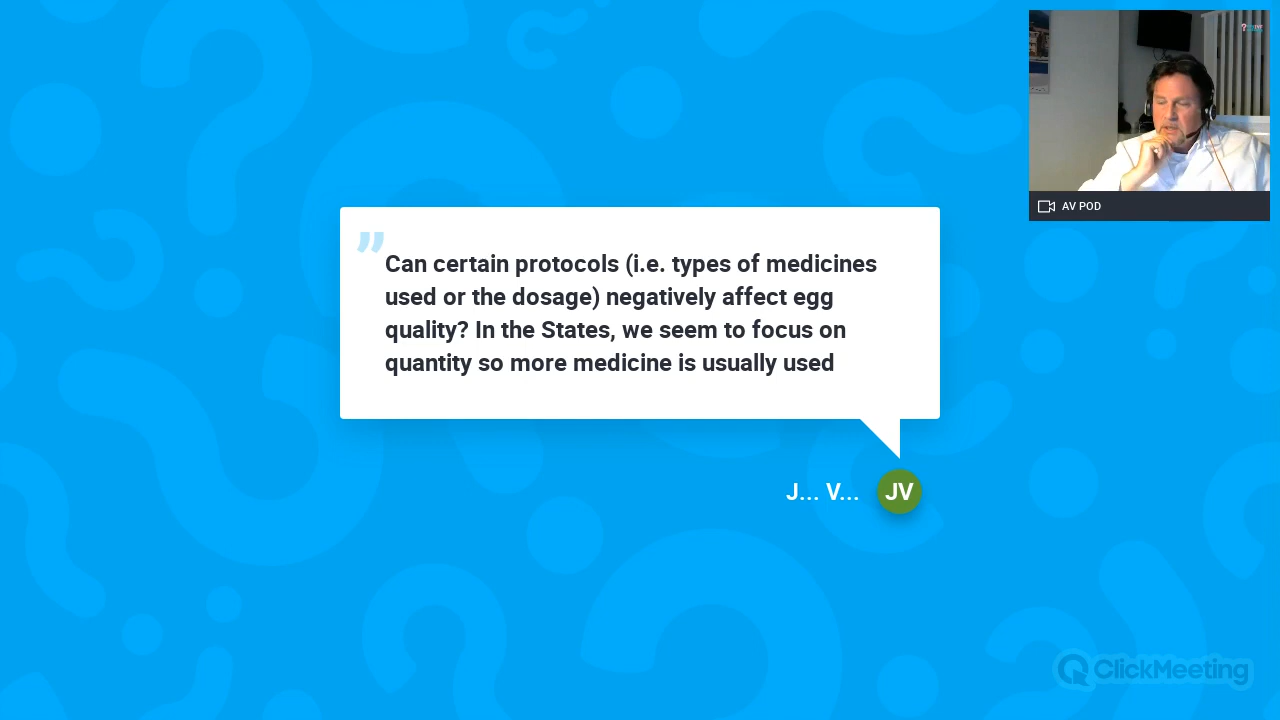 AV POD
Can certain protocols (i.e. types of medicines
used or the dosage) negatively affect egg
quality? In the States, we seem to focus on
quantity so more medicine is usually used
J... V...
JV
ClickMeeting